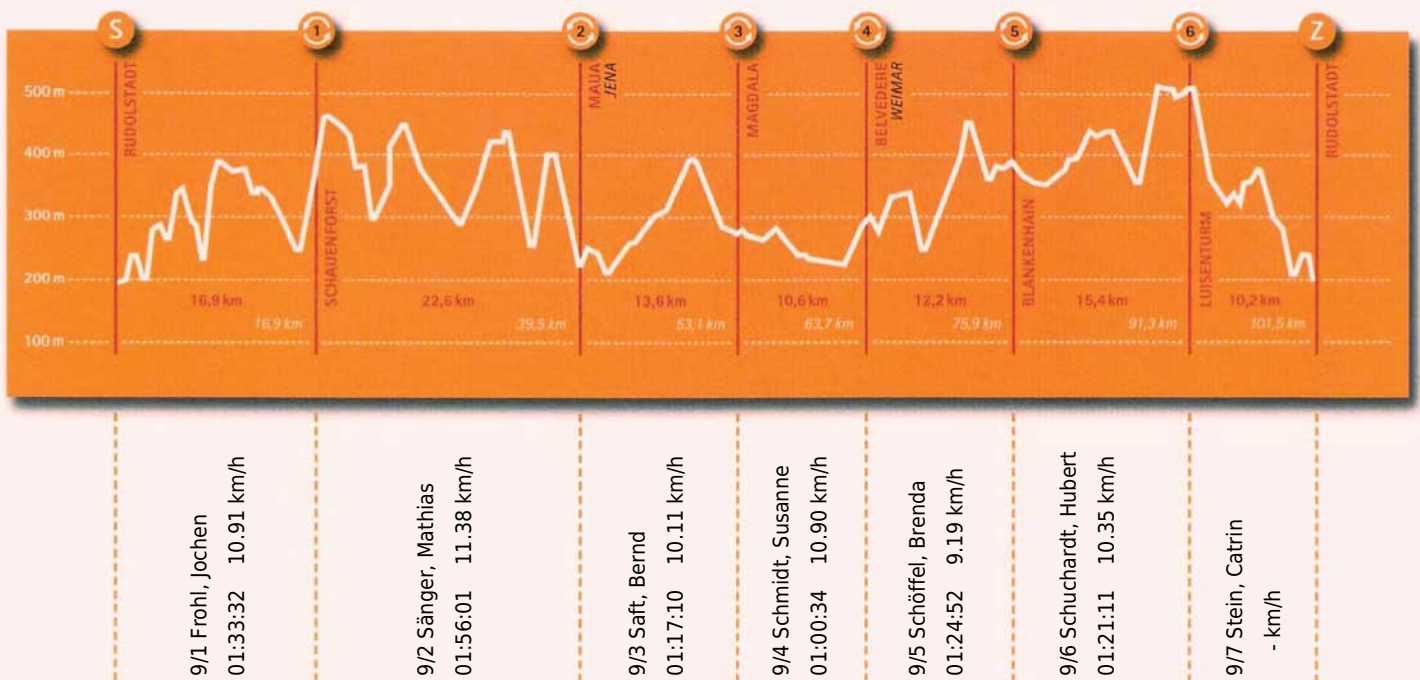 S
1
2
3
4
5
6
Z
500 m
400 m
300 m
200 m
100 m
RUDOLSTADT
SCHAUENFORST
MAUA
JENA
MAGDALA
BELVEDERE
WEIMAR
BLANKENHAIN
LUISENTURM
RUDOLSTADT
16,9 km
22,6 km
13,6 km
10,6 km
12,2 km
15,4 km
10,2 km
16,9 km
39,5 km
53,1 km
63,7 km
75,9 km
91,3 km
101,5 km
9/1 Frohl, Jochen
01:33:32 10.91 km/h
9/2 Sänger, Mathias
01:56:01 11.38 km/h
9/3 Saft, Bernd
01:17:10 10.11 km/h
9/4 Schmidt, Susanne
01:00:34 10.90 km/h
9/5 Schöffel, Brenda
01:24:52 9.19 km/h
9/6 Schuchardt, Hubert
01:21:11 10.35 km/h
9/7 Stein, Catrin
- km/h